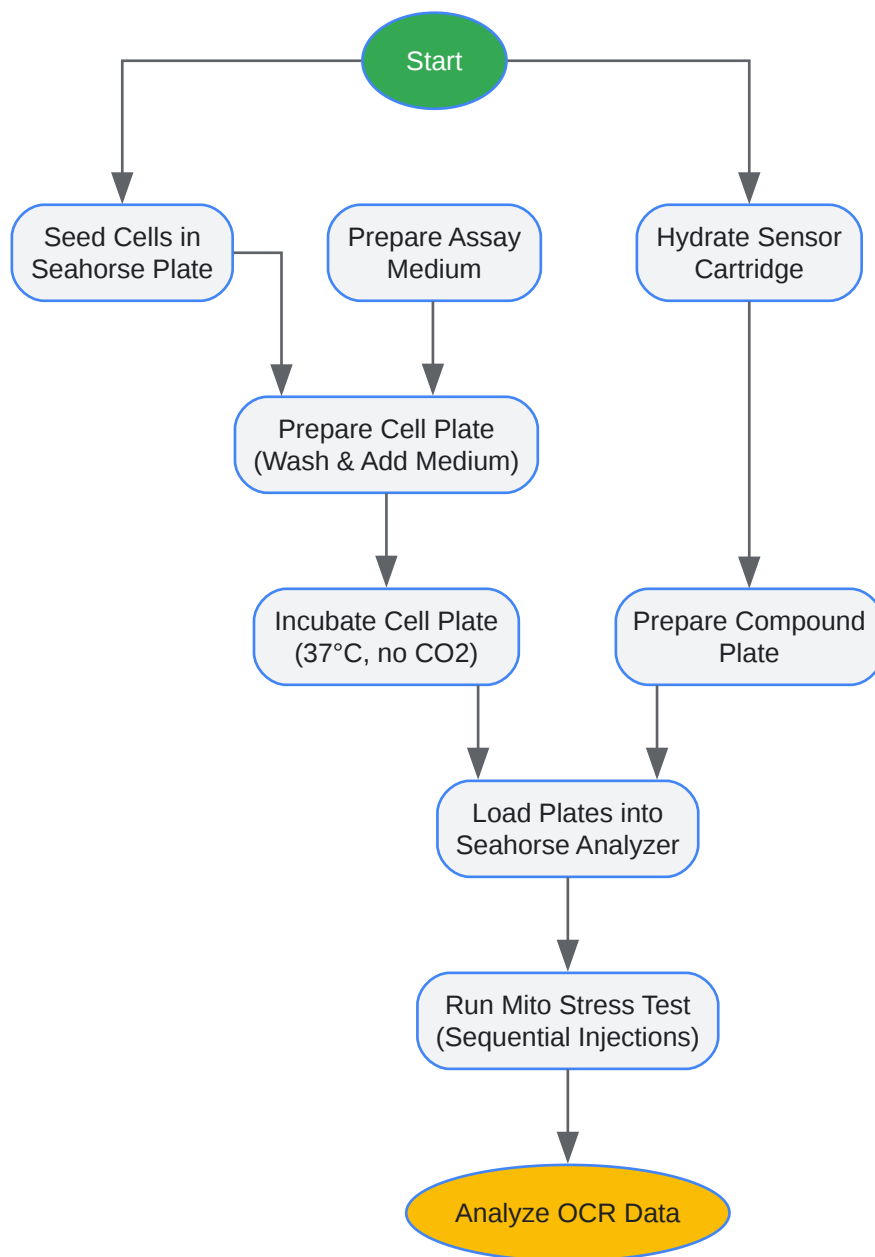 Start
Seed Cells in
Seahorse Plate
Prepare Assay
Medium
Hydrate Sensor
Cartridge
Prepare Cell Plate
(Wash & Add Medium)
Incubate Cell Plate
(37°C, no CO2)
Prepare Compound
Plate
Load Plates into
Seahorse Analyzer
Run Mito Stress Test
(Sequential Injections)
Analyze OCR Data